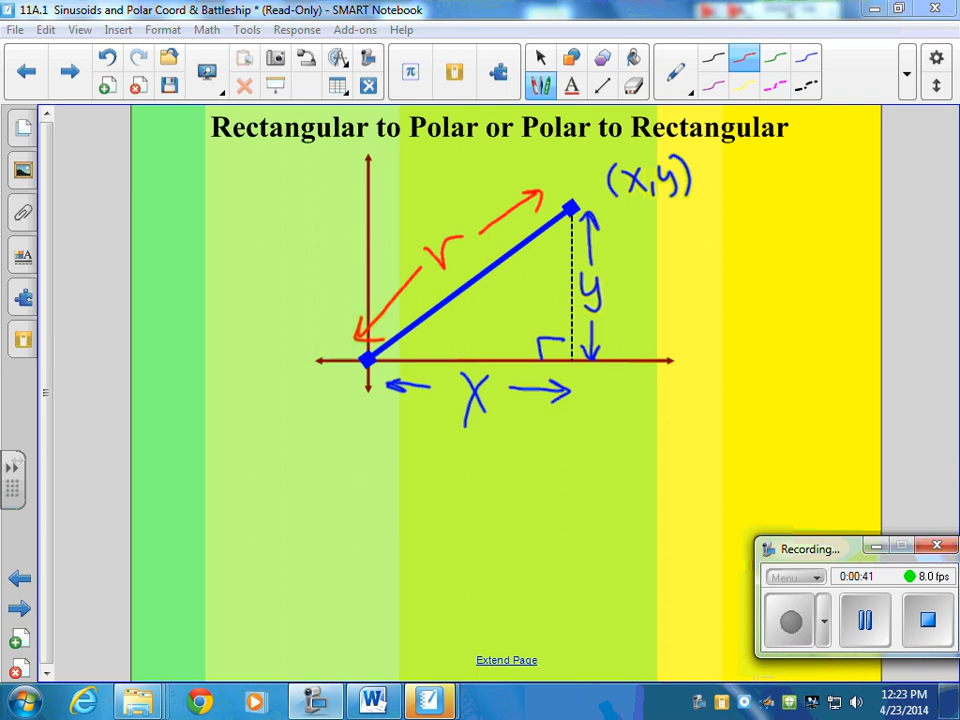 11A.1 Sinusoids and Polar Coord & Battleship * (Read-Only) - SMART Notebook
File Edit View Insert Format Math Tools Response Add-ons Help
Rectangular to Polar or Polar to Rectangular
(x,y)
r
y
x
Recording...
Menu 0:00:41 8.0 fps
Extend Page
12:23 PM
4/23/2014